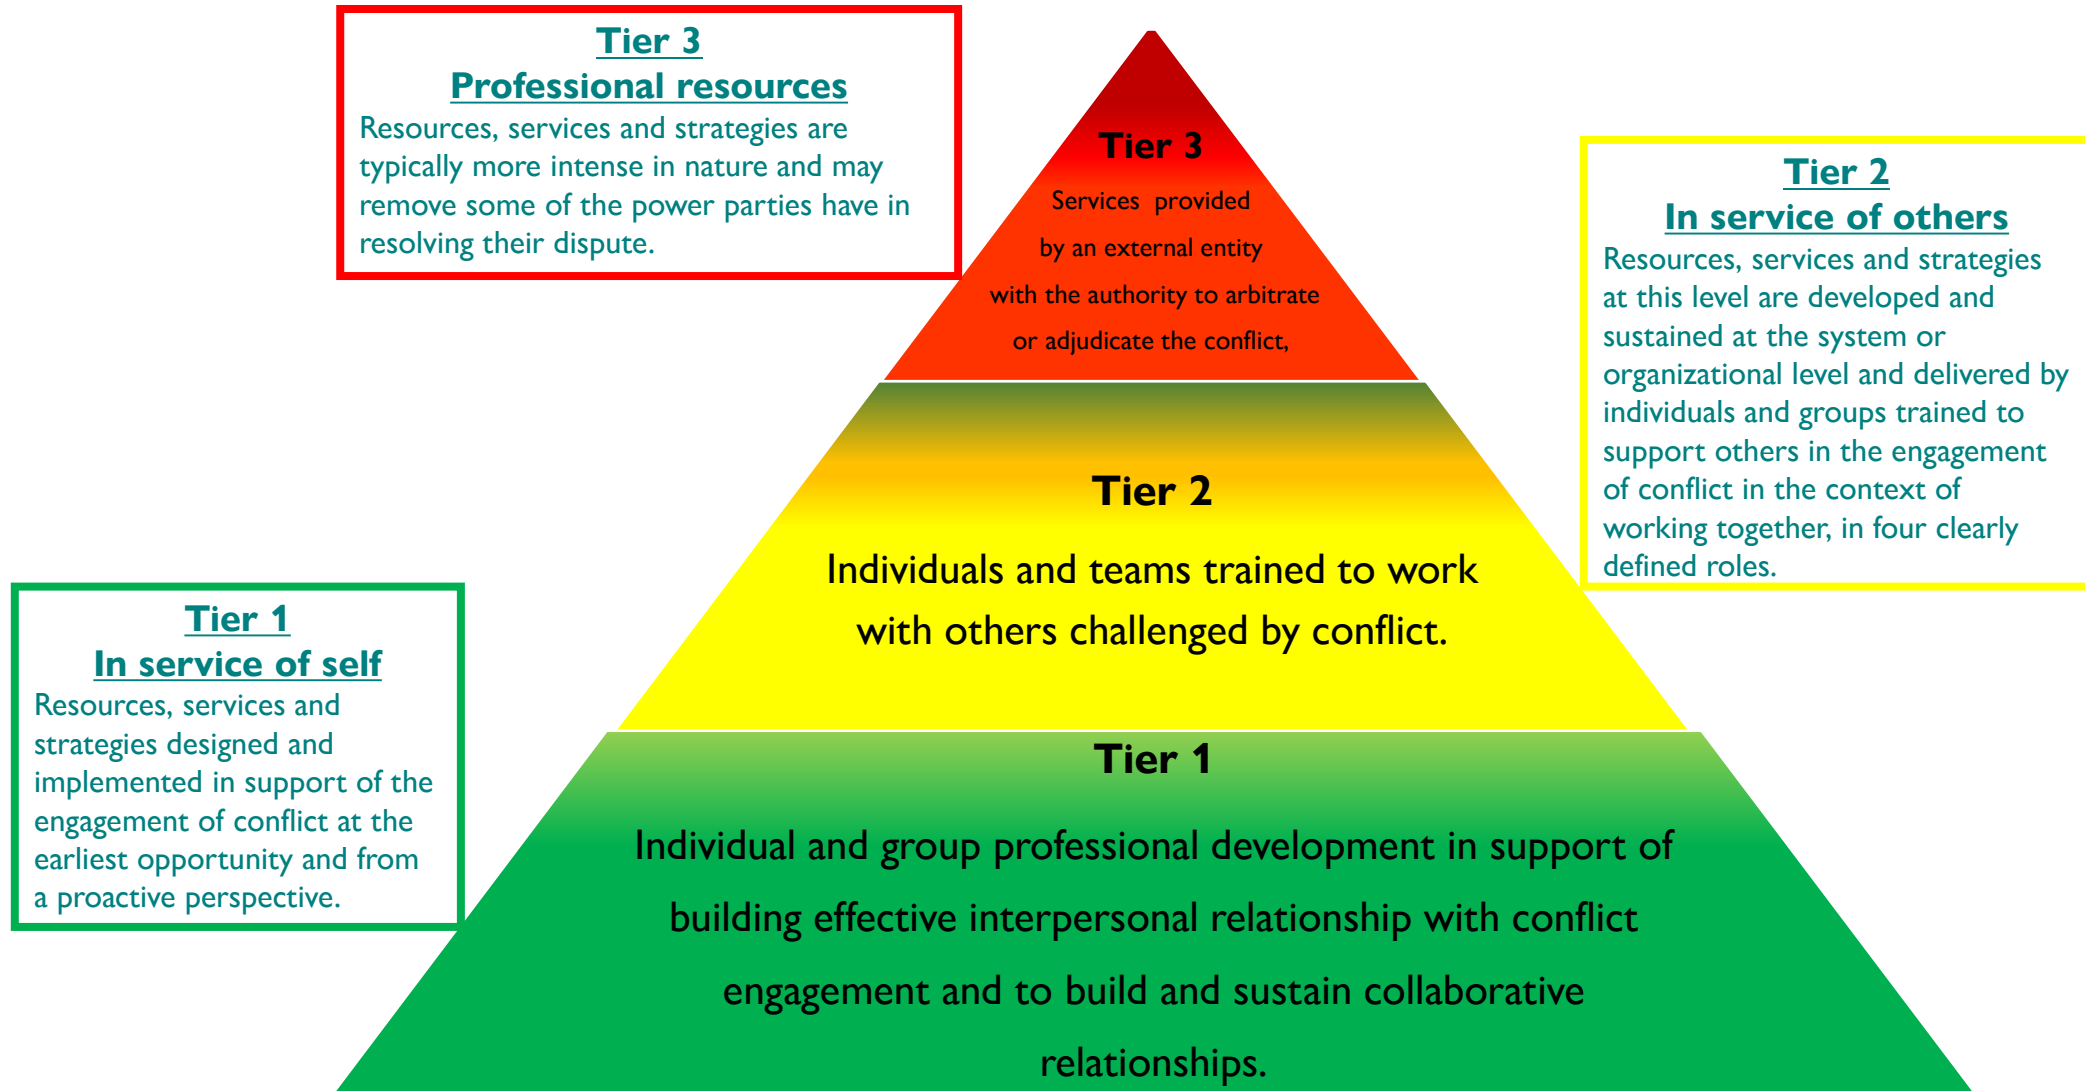 Tier 3
Professional resources
Resources, services and strategies are
typically more intense in nature and may
remove some of the power parties have in
resolving their dispute.
Tier 3
Services provided
by an external entity
with the authority to arbitrate
or adjudicate the conflict,
Tier 2
In service of others
Resources, services and strategies
at this level are developed and
sustained at the system or
organizational level and delivered by
individuals and groups trained to
support others in the engagement
of conflict in the context of
working together, in four clearly
defined roles.
Tier 2
Individuals and teams trained to work
with others challenged by conflict.
Tier 1
In service of self
Resources, services and
strategies designed and
implemented in support of the
engagement of conflict at the
earliest opportunity and from
a proactive perspective.
Tier 1
Individual and group professional development in support of
building effective interpersonal relationship with conflict
engagement and to build and sustain collaborative
relationships.